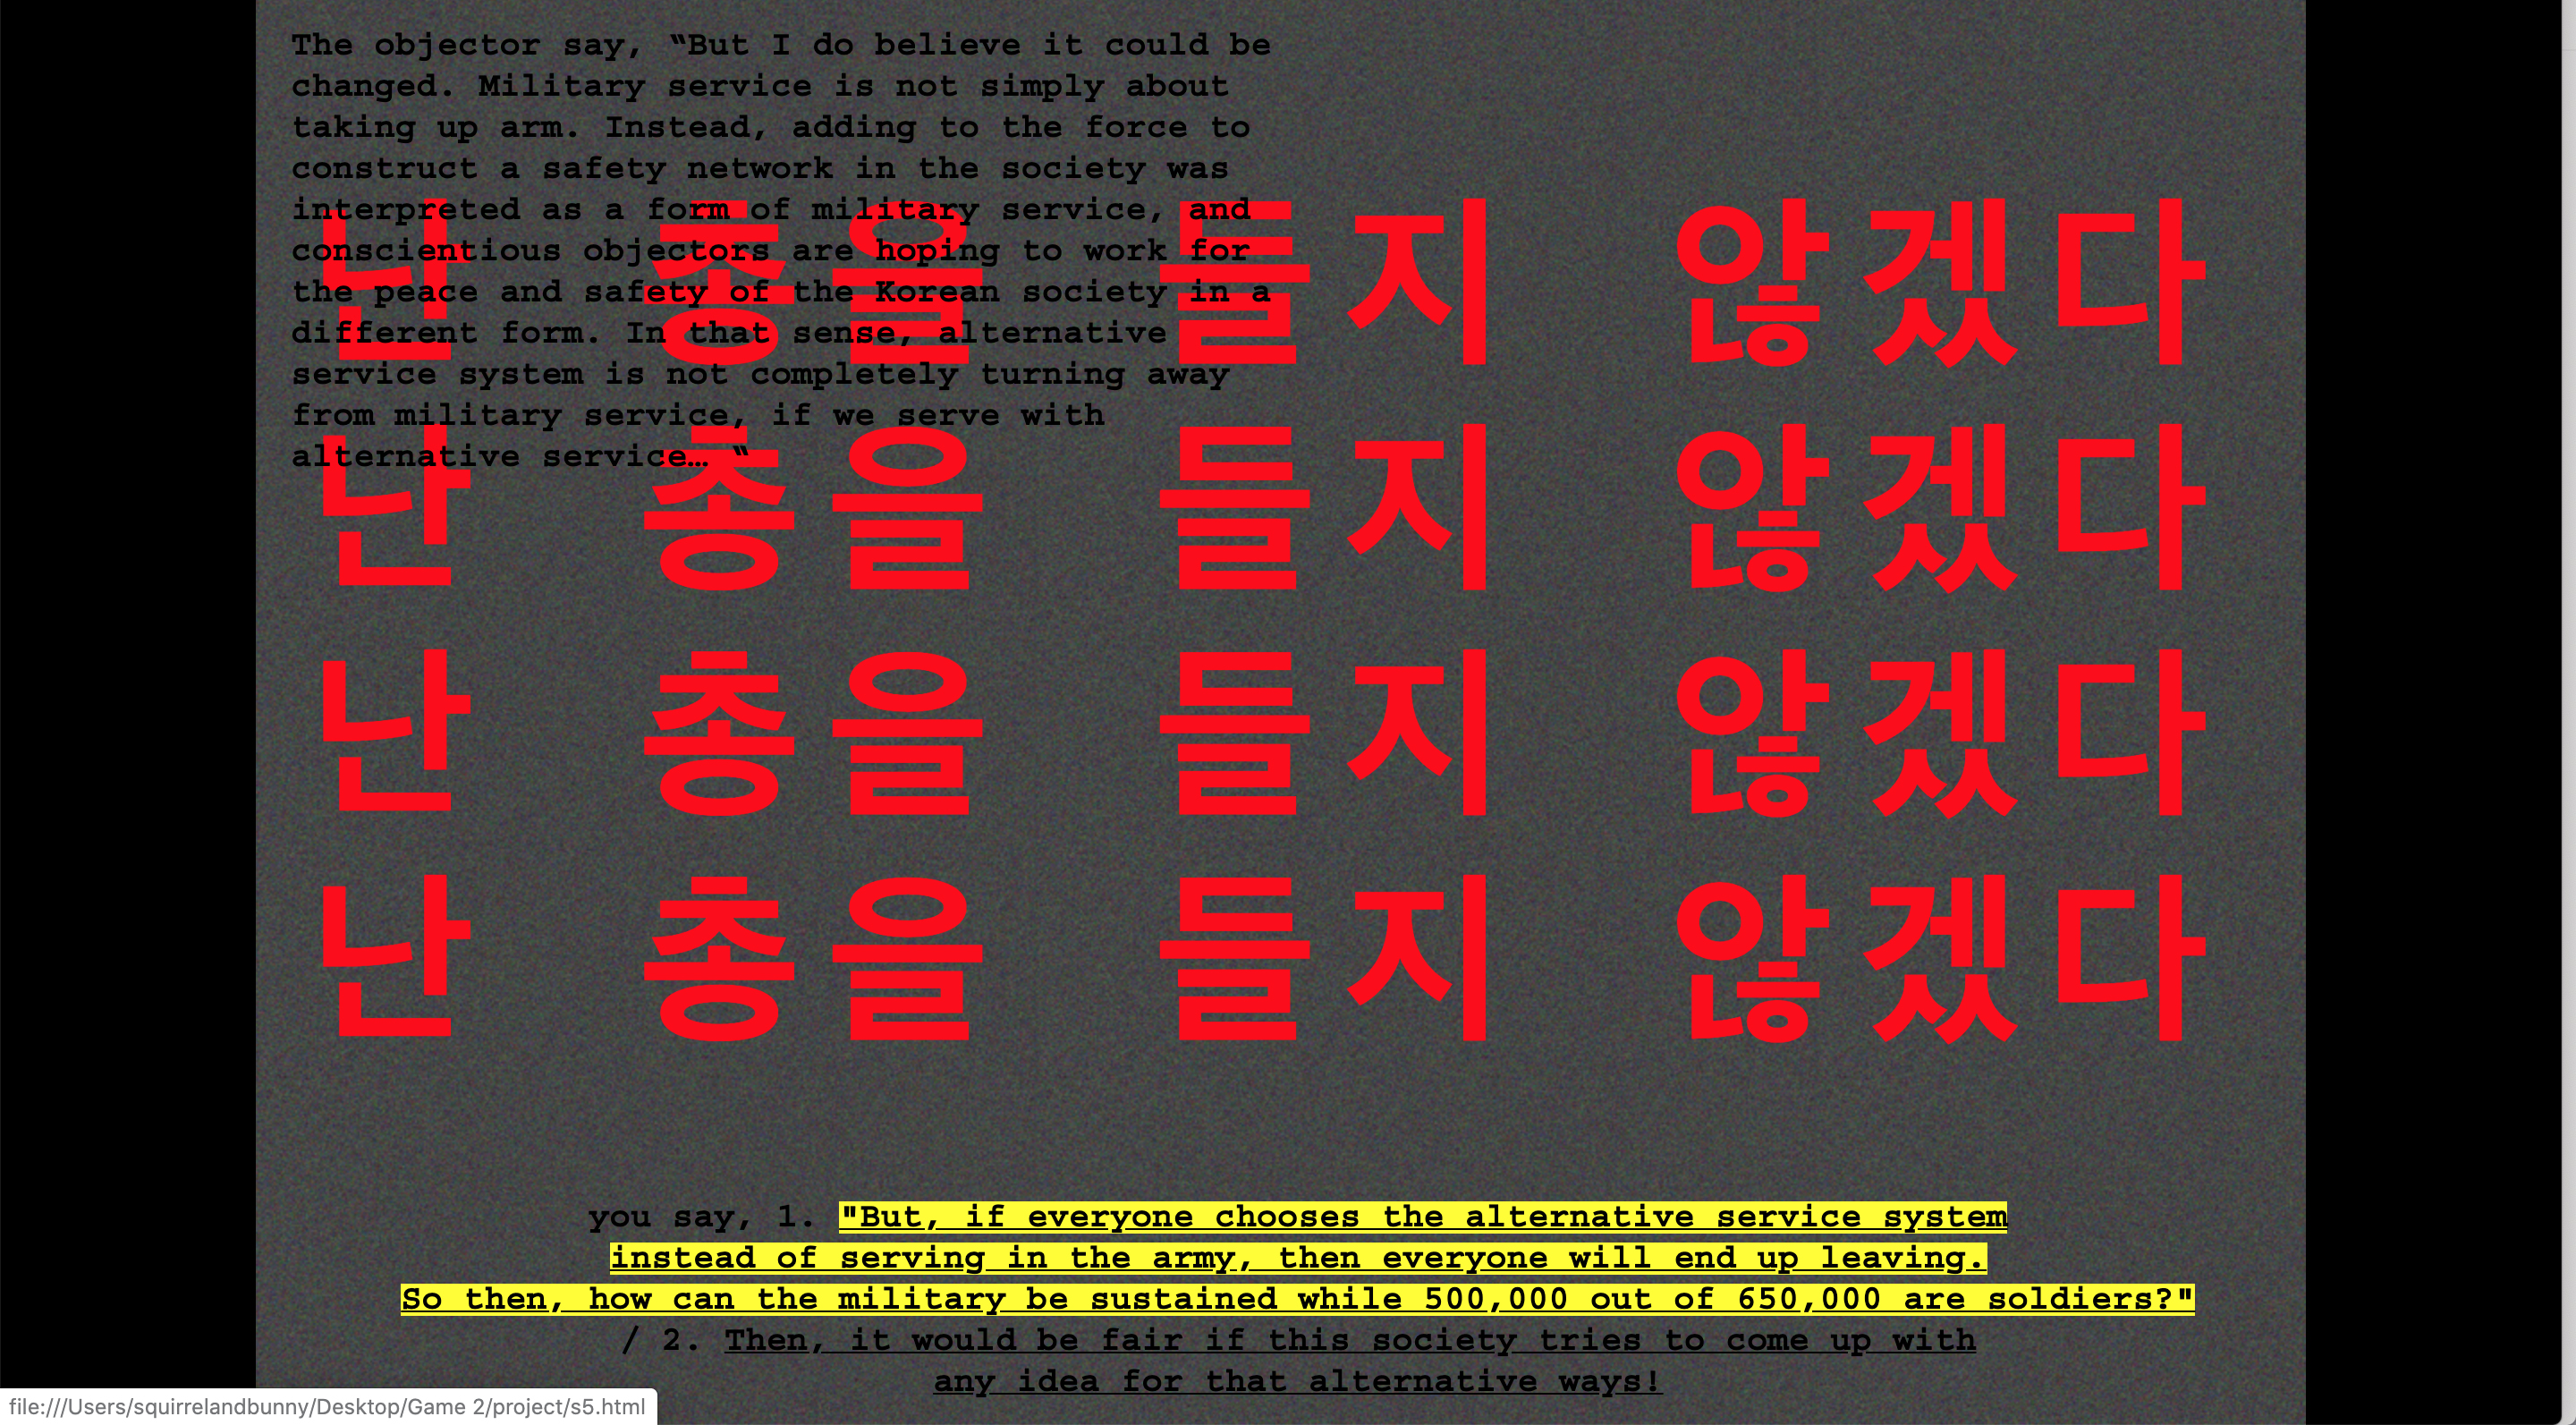 The objector say, “But I do believe it could be
changed. Military service is not simply about
taking up arm. Instead, adding to the force to
construct a safety network in the society was
interpreted as a form of military service, and
conscientious objectors are hoping to work for
the peace and safety of the Korean society in a
different form. In that sense, alternative
service system is not completely turning away
from military service, if we serve with
alternative service… “
난 총을 들지 않겠다
난 총을 들지 않겠다
난 총을 들지 않겠다
난 총을 들지 않겠다
you say, 1. "But, if everyone chooses the alternative service system
instead of serving in the army, then everyone will end up leaving.
So then, how can the military be sustained while 500,000 out of 650,000 are soldiers?"
/ 2. Then, it would be fair if this society tries to come up with
any idea for that alternative ways!
file:///Users/squirrelandbunny/Desktop/Game 2/project/s5.html